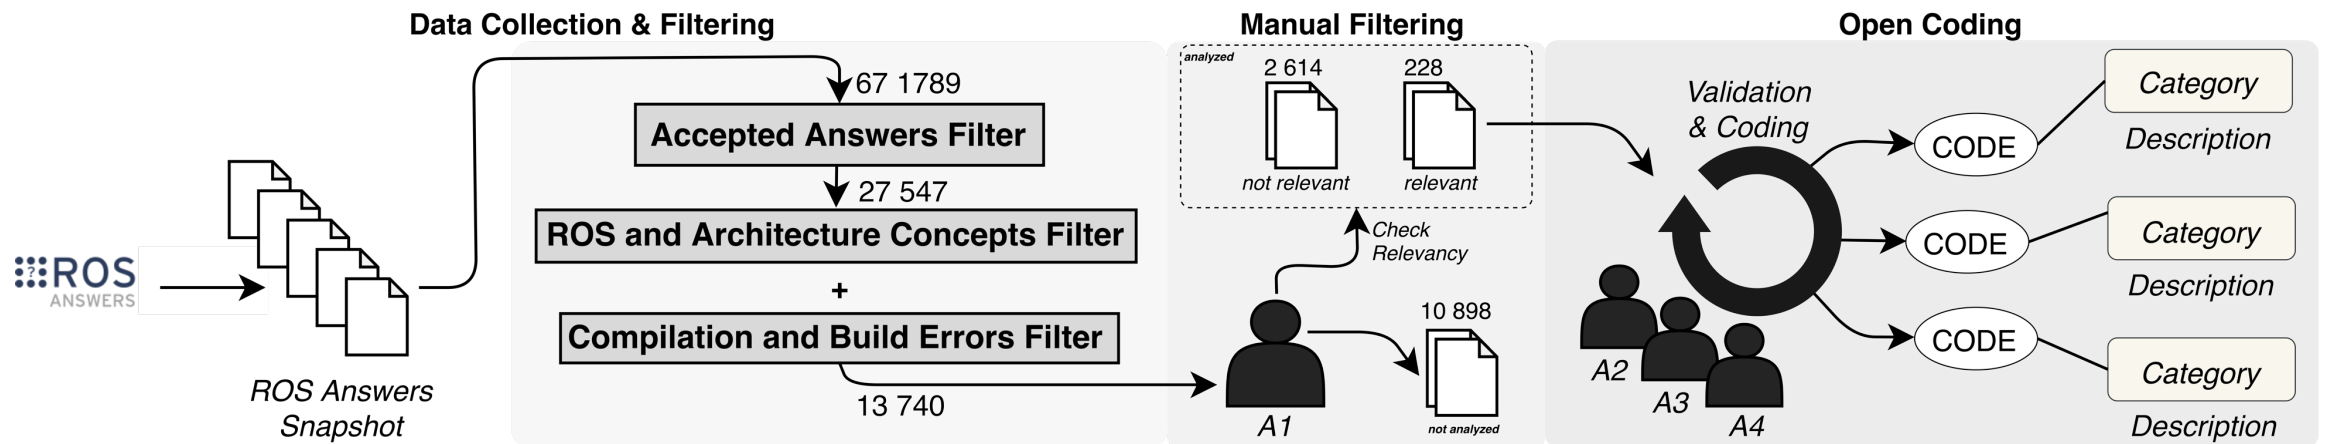 Data Collection & Filtering
Manual Filtering
Open Coding
?ROS
ANSWERS
ROS Answers
Snapshot
67 1789
Accepted Answers Filter
27 547
ROS and Architecture Concepts Filter
+
Compilation and Build Errors Filter
13 740
analyzed
2 614
228
not relevant
relevant
Check
Relevancy
10 898
A1
not analyzed
Validation
& Coding
A2
A3
A4
CODE
Category
Description
CODE
Category
Description
CODE
Category
Description